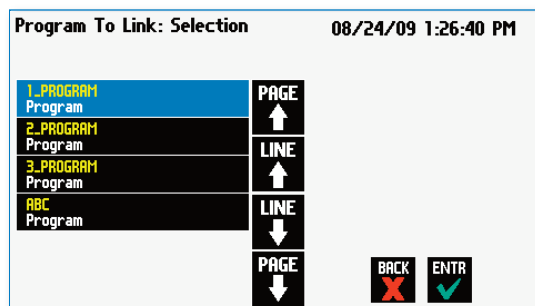 Program To Link: Selection
08/24/09 1:26:40 PM
1_PROGRAM
Program
2_PROGRAM
Program
3_PROGRAM
Program
ABC
Program
PAGE
LINE
LINE
PAGE
BACK
ENTR